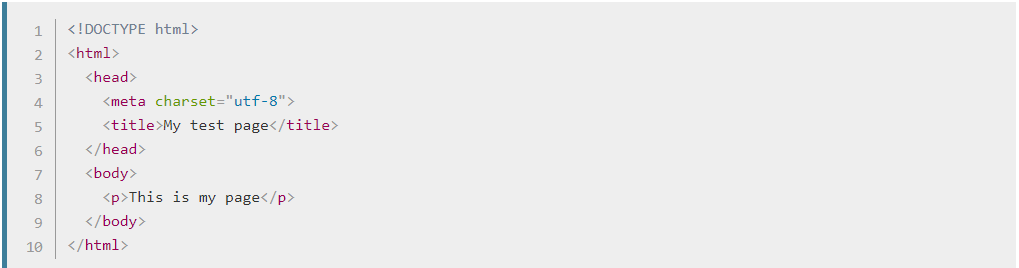 1 <!DOCTYPE html>
2 <html>
3   <head>
4     <meta charset="utf-8">
5     <title>My test page</title>
6   </head>
7   <body>
8     <p>This is my page</p>
9   </body>
10 </html>